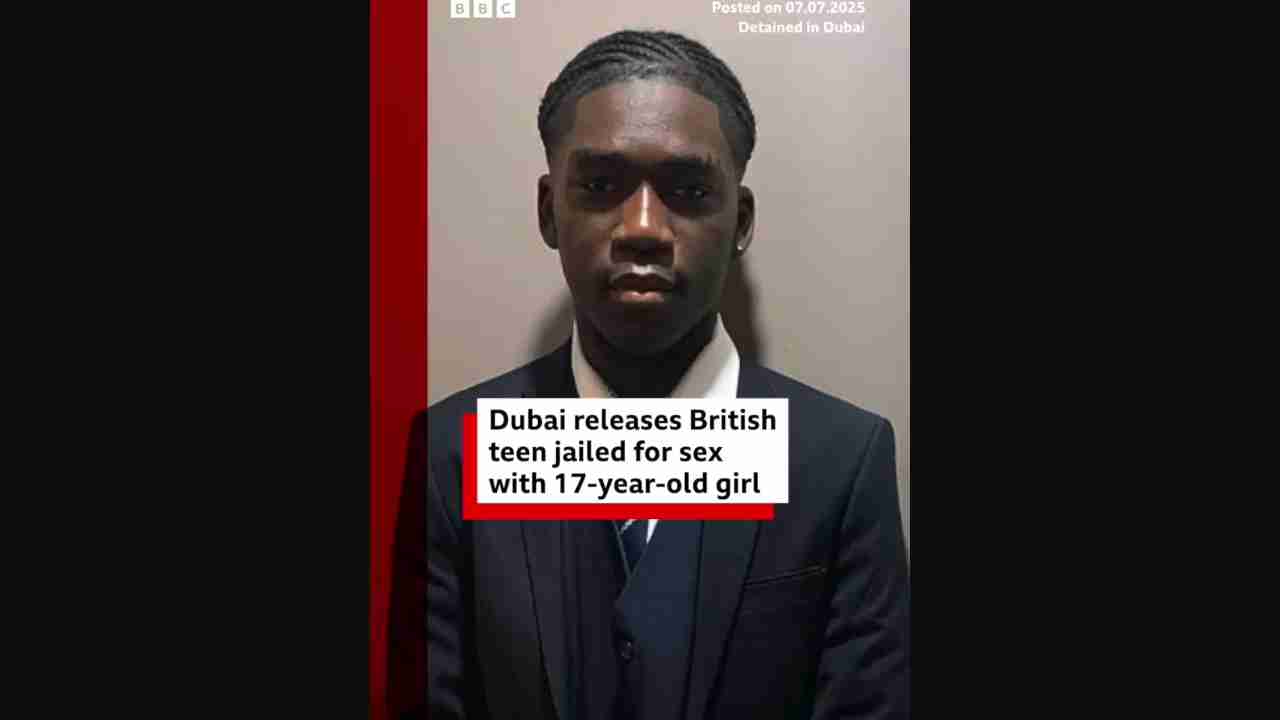 BBC
Posted on 07.07.2025
Detained in Dubai
Dubai releases British
teen jailed for sex
with 17-year-old girl